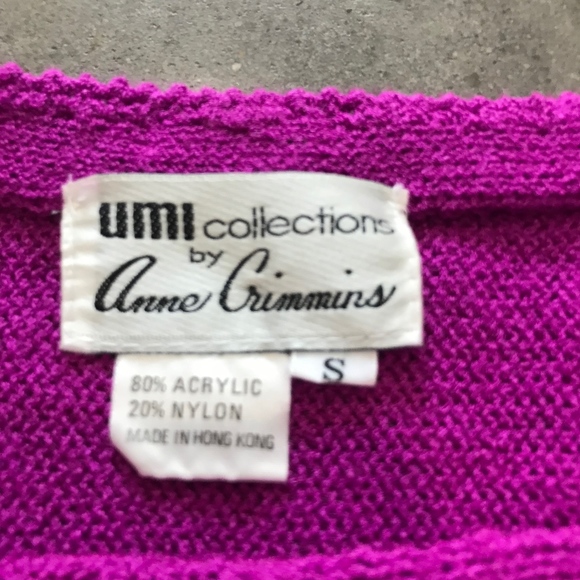 umi collections
by
Anne Crimmins
S
80% ACRYLIC
20% NYLON
MADE IN HONG KONG